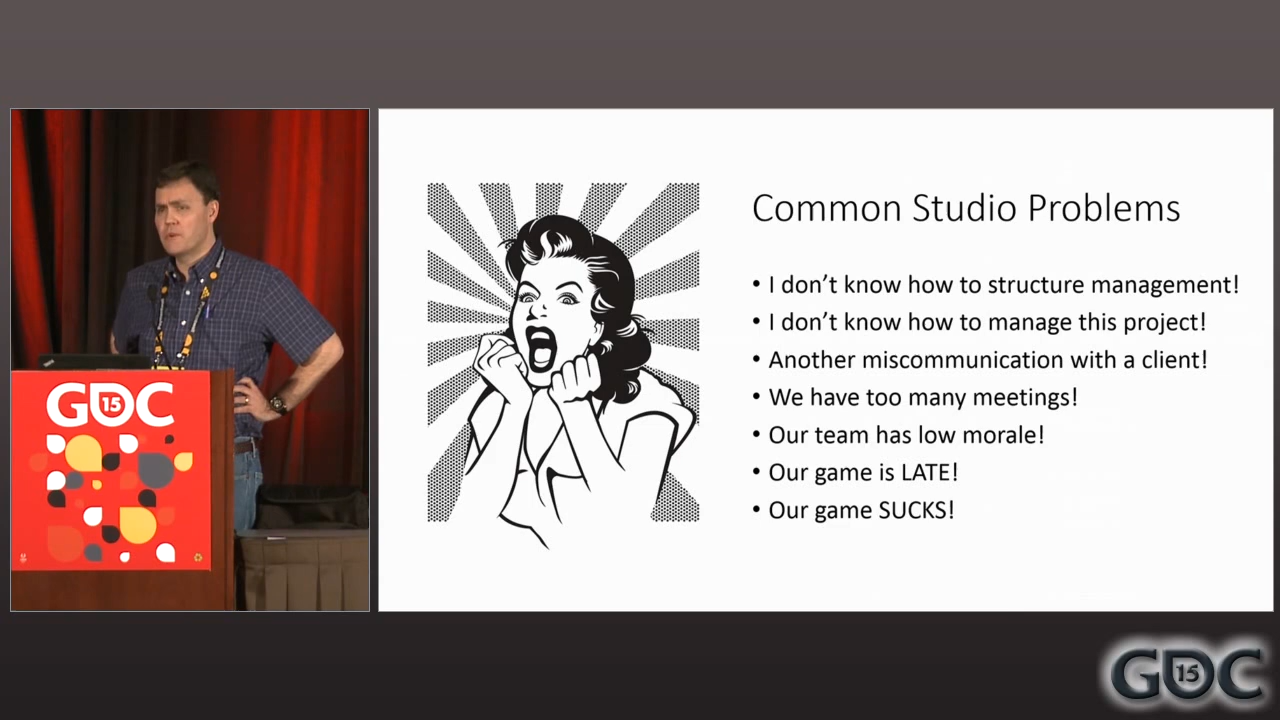 GDC
15
Common Studio Problems
• I don't know how to structure management!
• I don't know how to manage this project!
• Another miscommunication with a client!
• We have too many meetings!
• Our team has low morale!
• Our game is LATE!
• Our game SUCKS!
GDC
15